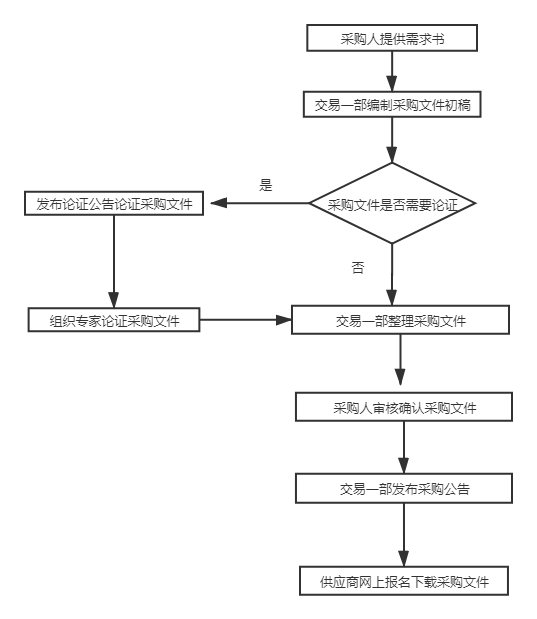 采购人提供需求书
交易一部编制采购文件初稿
采购文件是否需要论证
是
发布论证公告论证采购文件
否
组织专家论证采购文件
交易一部整理采购文件
采购人审核确认采购文件
交易一部发布采购公告
供应商网上报名下载采购文件